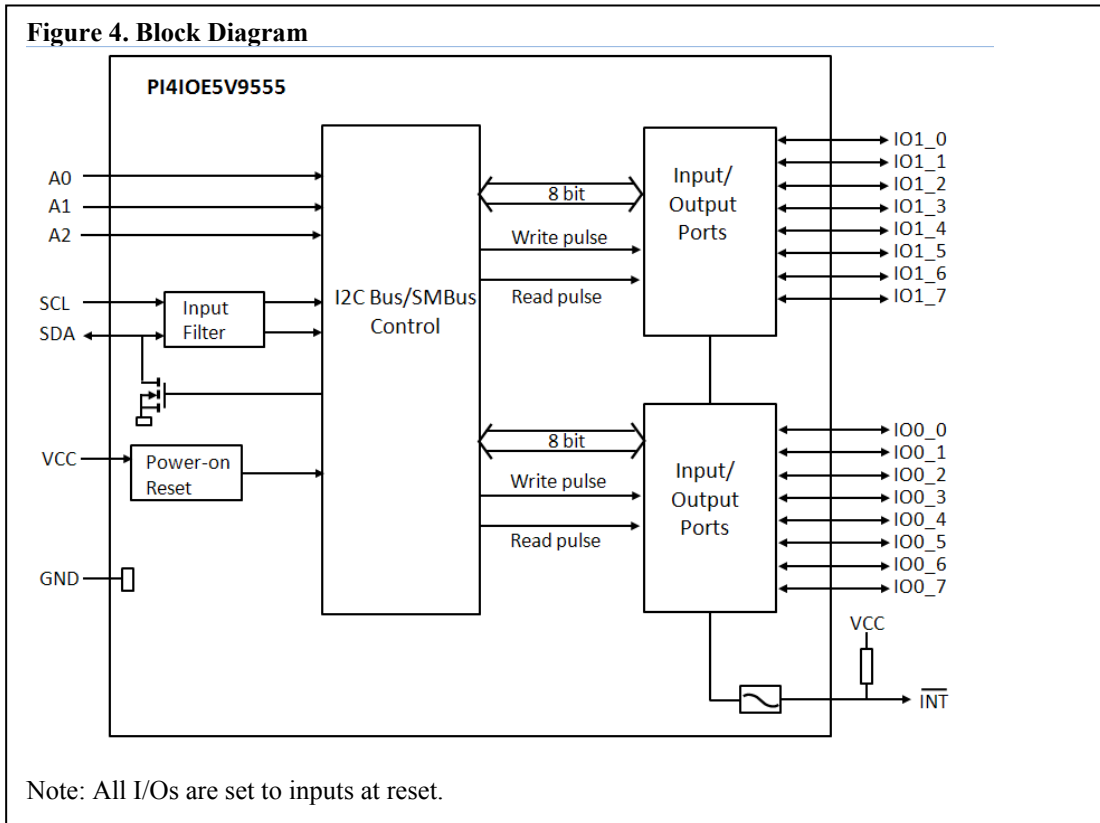 Figure 4. Block Diagram
PI4IOE5V9555
A0
A1
A2
SCL
SDA
VCC
GND
Input
Filter
Power-on
Reset
I2C Bus/SMBus
Control
8 bit
Write pulse
Read pulse
8 bit
Write pulse
Read pulse
Input/
Output
Ports
Input/
Output
Ports
IO1_0
IO1_1
IO1_2
IO1_3
IO1_4
IO1_5
IO1_6
IO1_7
IO0_0
IO0_1
IO0_2
IO0_3
IO0_4
IO0_5
IO0_6
IO0_7
VCC
INT
Note: All I/Os are set to inputs at reset.